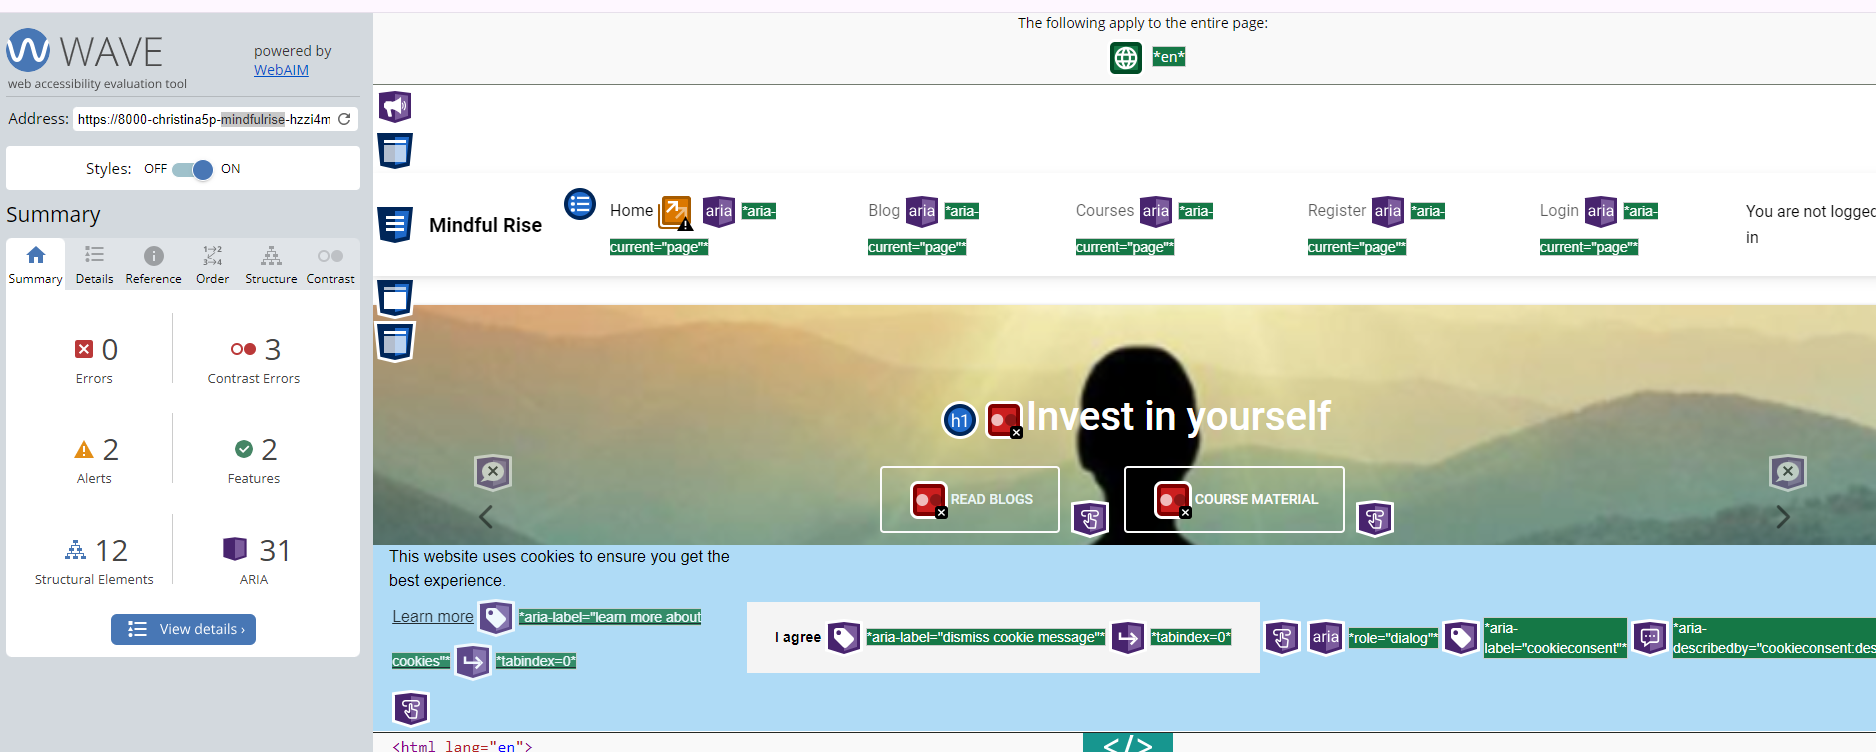 WAVE
powered by
WebAIM
web accessibility evaluation tool
Address: https://8000-christina5p-mindfulrise-hzzi4m
Styles: OFF ON
Summary
Summary Details Reference Order Structure Contrast
0
Errors
3
Contrast Errors
2
Alerts
2
Features
12
Structural Elements
31
ARIA
View details ›
The following apply to the entire page:
*en*
Mindful Rise
Home aria *aria-
current="page"*
Blog aria *aria-
current="page"*
Courses aria *aria-
current="page"*
Register aria *aria-
current="page"*
Login aria *aria-
current="page"*
You are not logged
in
h1 Invest in yourself
READ BLOGS
COURSE MATERIAL
This website uses cookies to ensure you get the
best experience.
Learn more *aria-label="learn more about
cookies"* *tabindex=0*
I agree *aria-label="dismiss cookie message"* *tabindex=0*
aria *role="dialog"*
*aria-
label="cookieconsent"*
*aria-
describedby="cookieconsent:des
<html lang="en">
</>